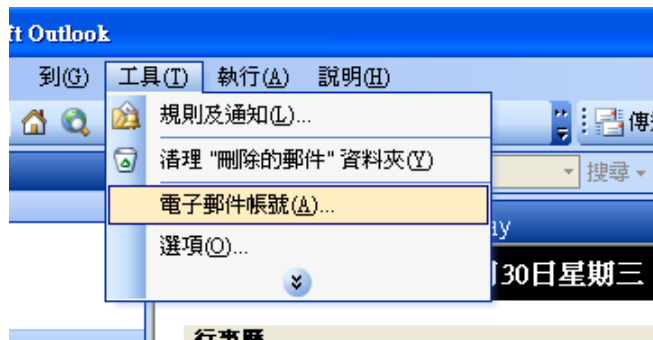 ft Outlook
到(G) 工具(T) 執行(A) 説明(H)
規則及通知(L)...
清理 "刪除的郵件" 資料夾(Y)
搜尋
電子郵件帳號(A)...
選項(O)...
ay
30日星期三
行事曆